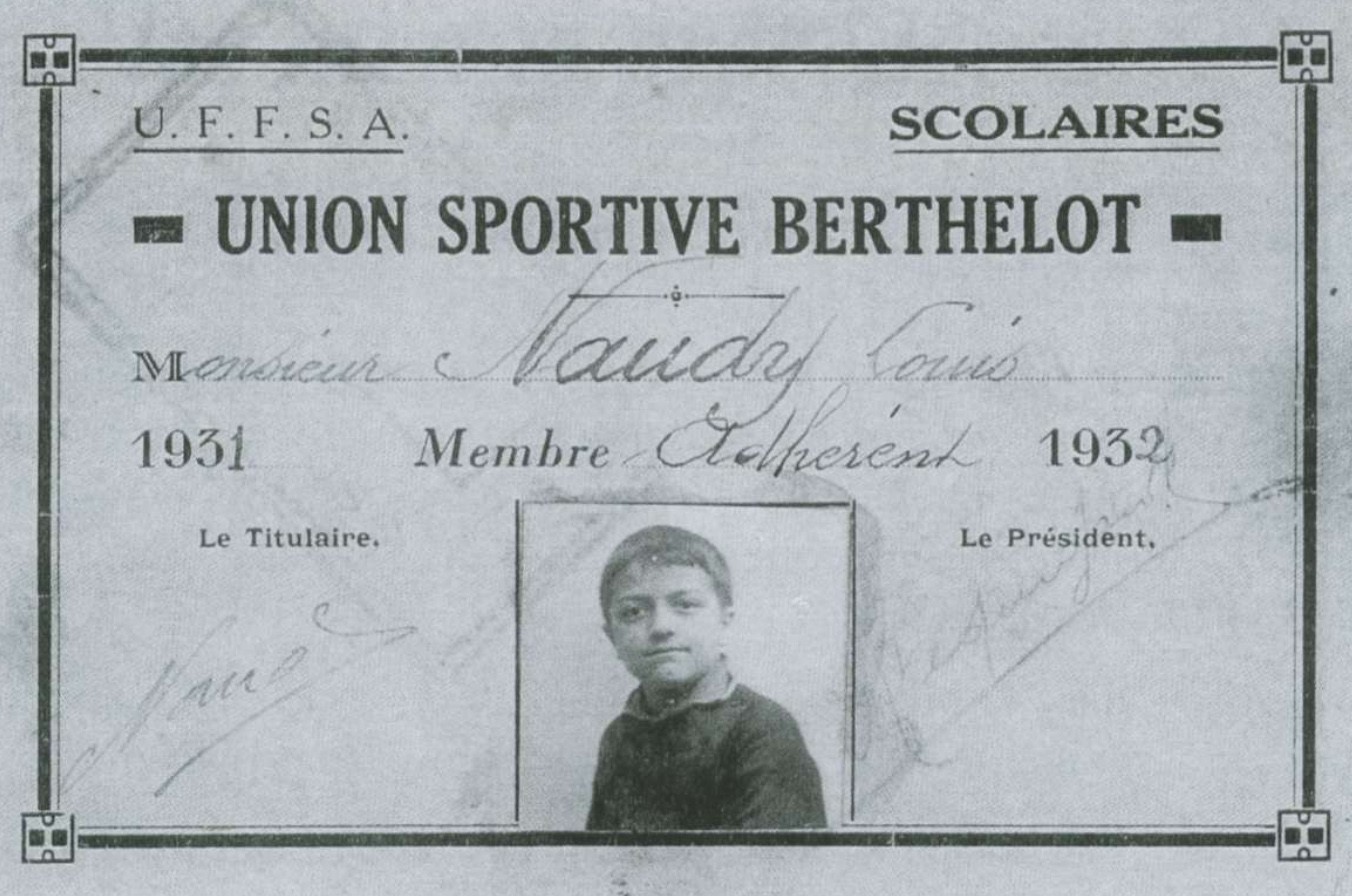 U. F. F. S. A.
SCOLAIRES
UNION SPORTIVE BERTHELOT
Monsieur Naudy Louis
1931 Membre Adhérent 1932
Le Titulaire.
Le Président,